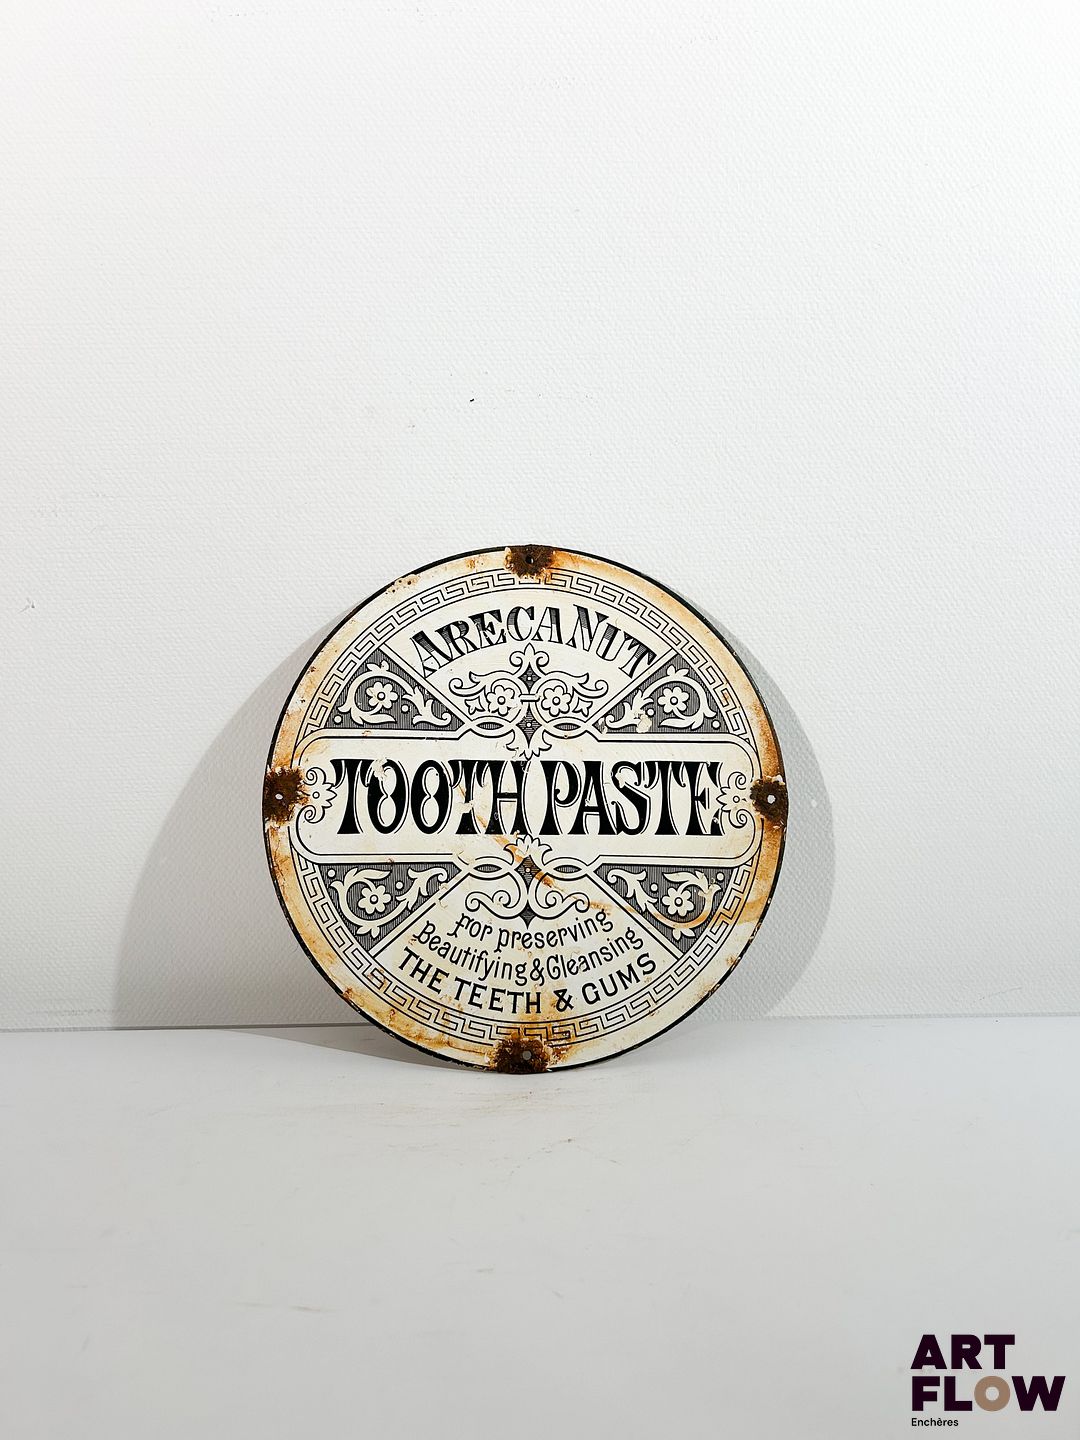 ARECA NUT
TOOTH PASTE
For preserving
Beautifying & Cleansing
THE TEETH & GUMS
ART
FLOW
Enchères